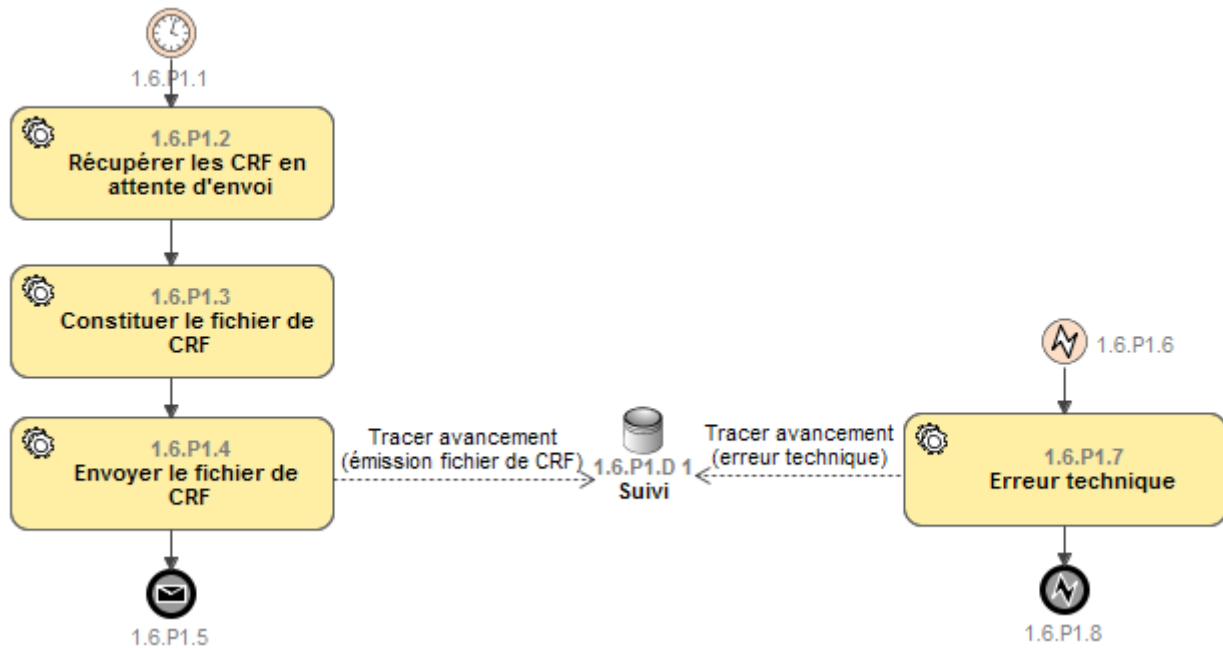 1.6.P1.1
1.6.P1.2
Récupérer les CRF en
attente d'envoi
1.6.P1.3
Constituer le fichier de
CRF
1.6.P1.4
Envoyer le fichier de
CRF
1.6.P1.5
Tracer avancement
(émission fichier de CRF)
1.6.P1.D 1
Suivi
Tracer avancement
(erreur technique)
1.6.P1.6
1.6.P1.7
Erreur technique
1.6.P1.8